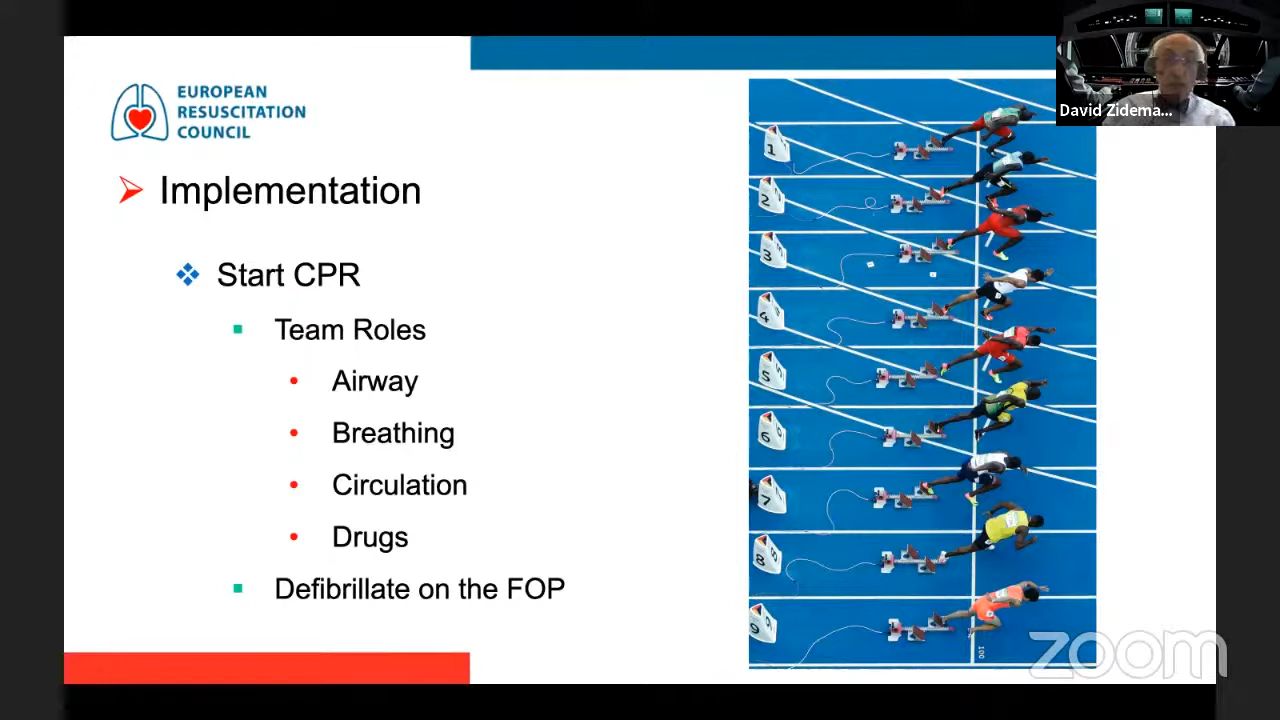 EUROPEAN
RESUSCITATION
COUNCIL
David Zidema...
Implementation
Start CPR
Team Roles
Airway
Breathing
Circulation
Drugs
Defibrillate on the FOP
1
2
3
4
5
6
7
8
9
100
zoom